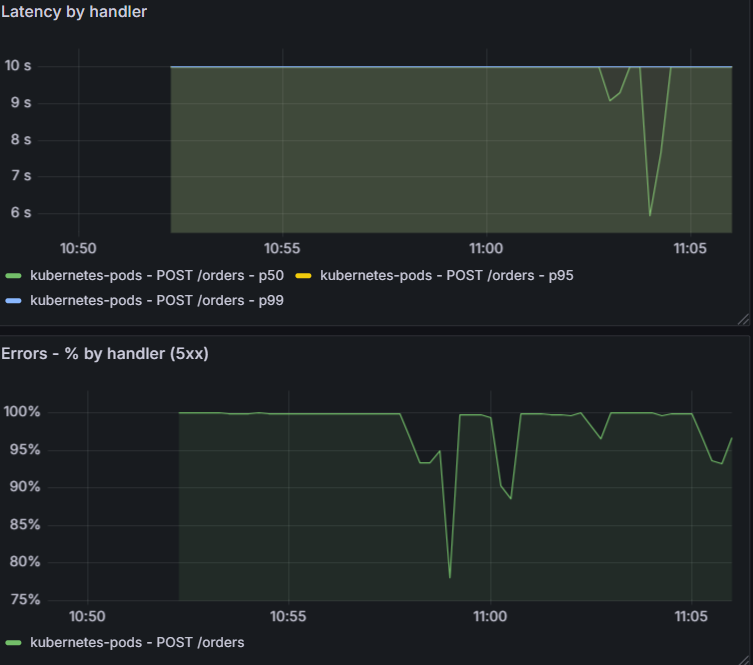 Latency by handler
10 s
9 s
8 s
7 s
6 s
10:50 10:55 11:00 11:05
kubernetes-pods - POST /orders - p50 kubernetes-pods - POST /orders - p95
kubernetes-pods - POST /orders - p99
Errors - % by handler (5xx)
100%
95%
90%
85%
80%
75%
10:50 10:55 11:00 11:05
kubernetes-pods - POST /orders